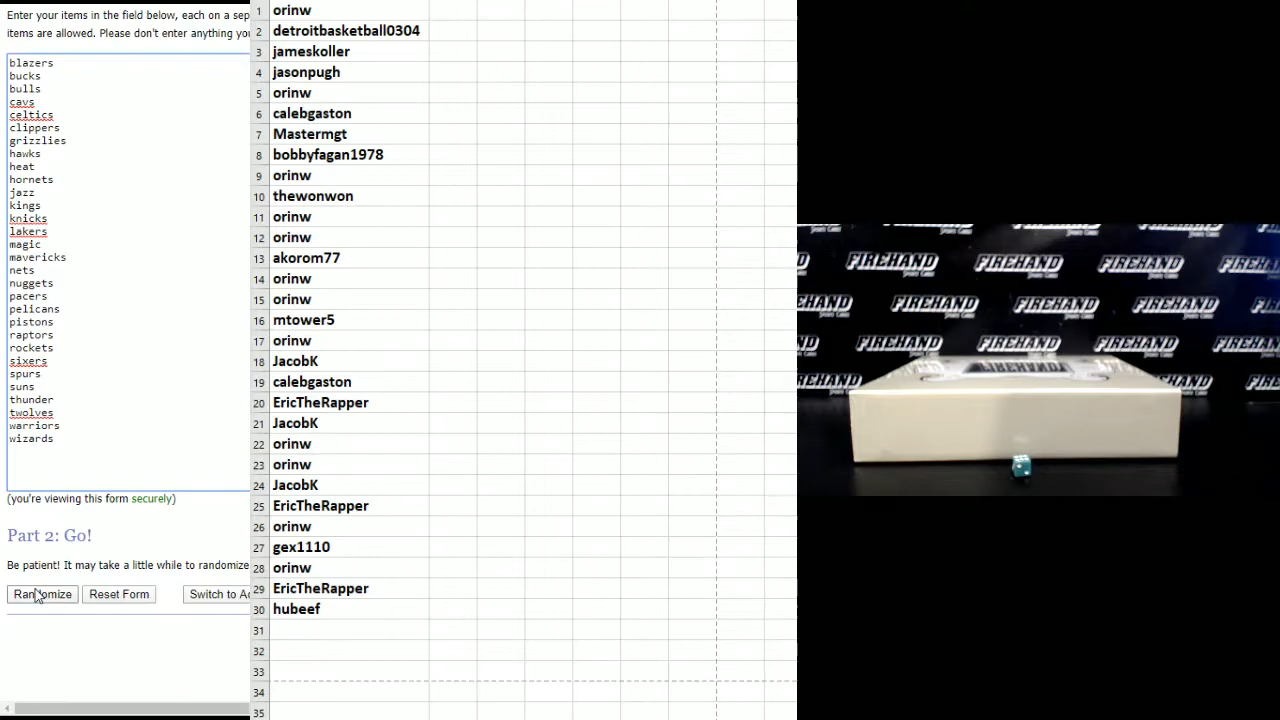 Enter your items in the field below, each on a sep
items are allowed. Please don't enter anything you
blazers
bucks
bulls
cavs
celtics
clippers
grizzlies
hawks
heat
hornets
jazz
kings
knicks
lakers
magic
mavericks
nets
nuggets
pacers
pelicans
pistons
raptors
rockets
sixers
spurs
suns
thunder
twolves
warriors
wizards
(you're viewing this form securely)
Part 2: Go!
Be patient! It may take a little while to randomize
Randomize
Reset Form
Switch to Ad
1 orinw
2 detroitbasketball0304
3 jameskoller
4 jasonpugh
5 orinw
6 calebgaston
7 Mastermgt
8 bobbyfagan1978
9 orinw
10 thewonwon
11 orinw
12 orinw
13 akorom77
14 orinw
15 orinw
16 mtower5
17 orinw
18 JacobK
19 calebgaston
20 EricTheRapper
21 JacobK
22 orinw
23 orinw
24 JacobK
25 EricTheRapper
26 orinw
27 gex1110
28 orinw
29 EricTheRapper
30 hubeef
31
32
33
34
35
FIREHAND FIREHAND FIREHAND
FIREHAND FIREHAND FIREHAND
FIREHAND
FIREHAND